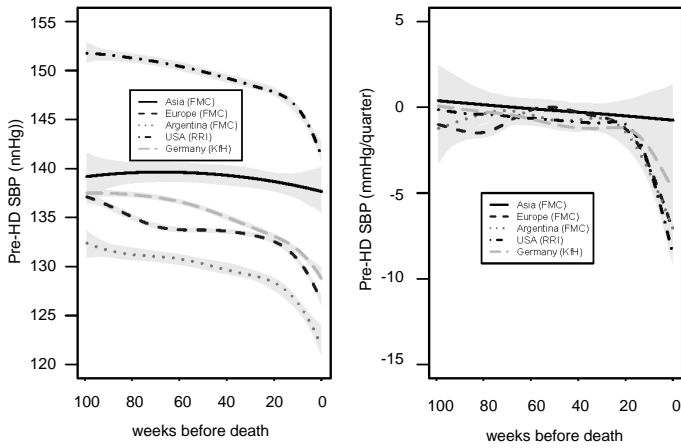 Pre-HD SBP (nnHg))
155
150
145
140
135
130
125
120
Asia (FMC)
Europe (FMC)
Argentina (FMC)
USA (RRI)
Germany (KfH)
100 80 60 40 20 0
weeks before death
Pre-HD SBP (mmHg/quarter)
5
0
-5
-10
-15
Asia (FMC)
Europe (FMC)
Argentina (FMC)
USA (RRI)
Germany (KfH)
100 80 60 40 20 0
weeks before death